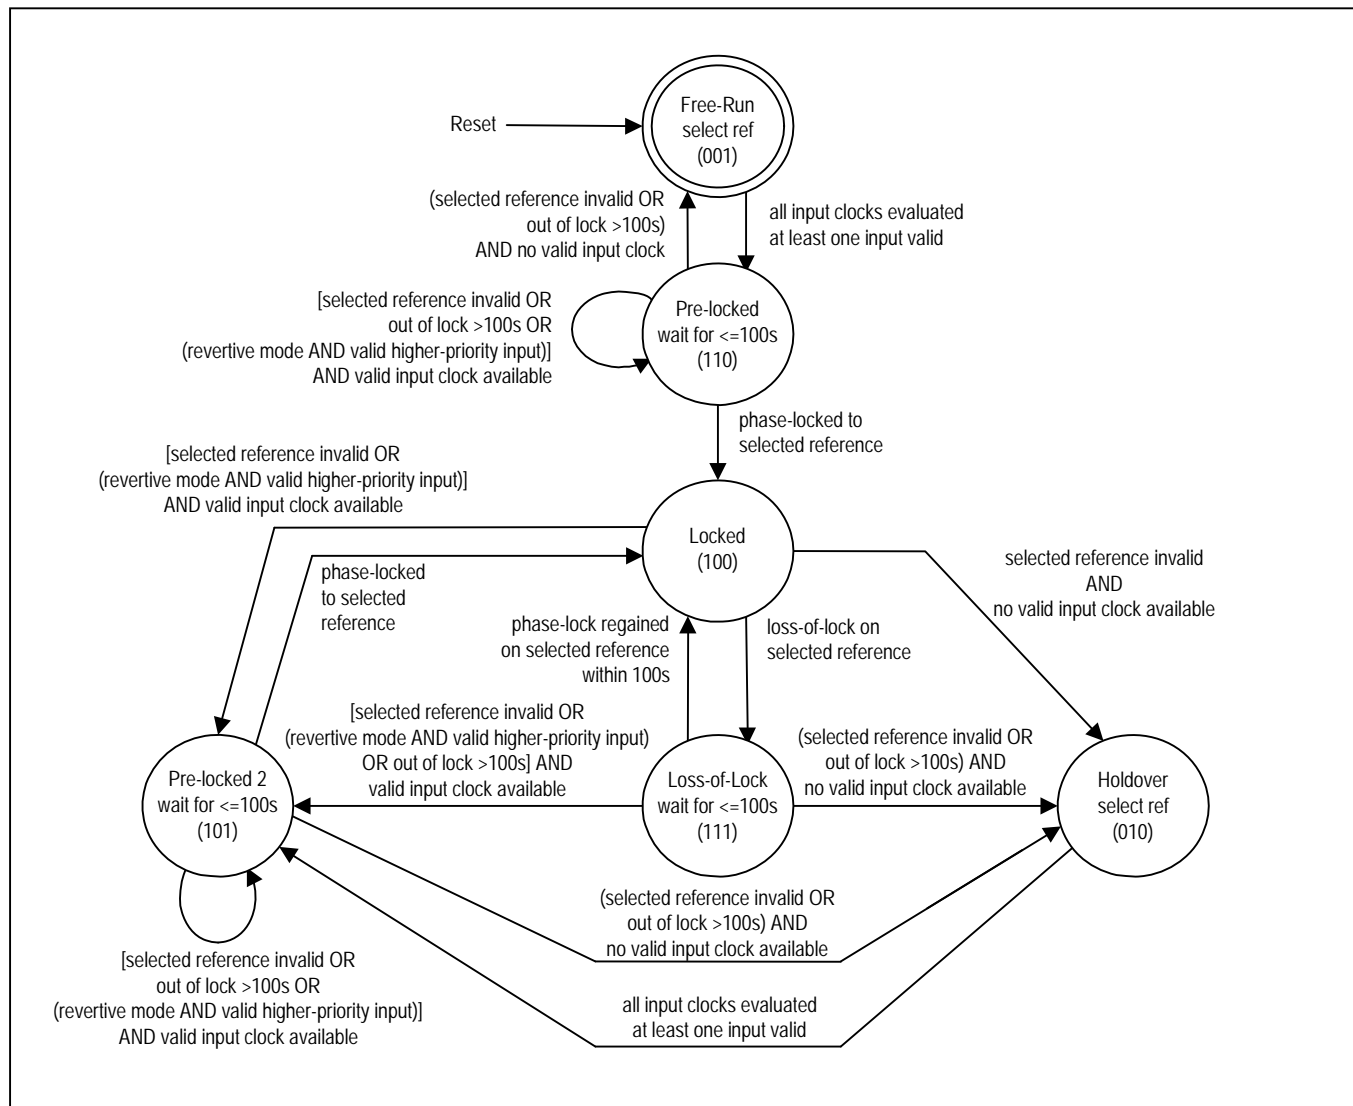 Free-Run
select ref
(001)
Reset
(selected reference invalid OR
out of lock >100s)
AND no valid input clock
all input clocks evaluated
at least one input valid
[selected reference invalid OR
out of lock >100s OR
(revertive mode AND valid higher-priority input)]
AND valid input clock available
Pre-locked
wait for <=100s
(110)
phase-locked to
selected reference
[selected reference invalid OR
(revertive mode AND valid higher-priority input)]
AND valid input clock available
Locked
(100)
phase-locked
to selected
reference
selected reference invalid
AND
no valid input clock available
phase-lock regained
on selected reference
within 100s
loss-of-lock on
selected reference
[selected reference invalid OR
(revertive mode AND valid higher-priority input)
OR out of lock >100s] AND
valid input clock available
(selected reference invalid OR
out of lock >100s) AND
no valid input clock available
Pre-locked 2
wait for <=100s
(101)
Loss-of-Lock
wait for <=100s
(111)
Holdover
select ref
(010)
(selected reference invalid OR
out of lock >100s) AND
no valid input clock available
[selected reference invalid OR
out of lock >100s OR
(revertive mode AND valid higher-priority input)]
AND valid input clock available
all input clocks evaluated
at least one input valid